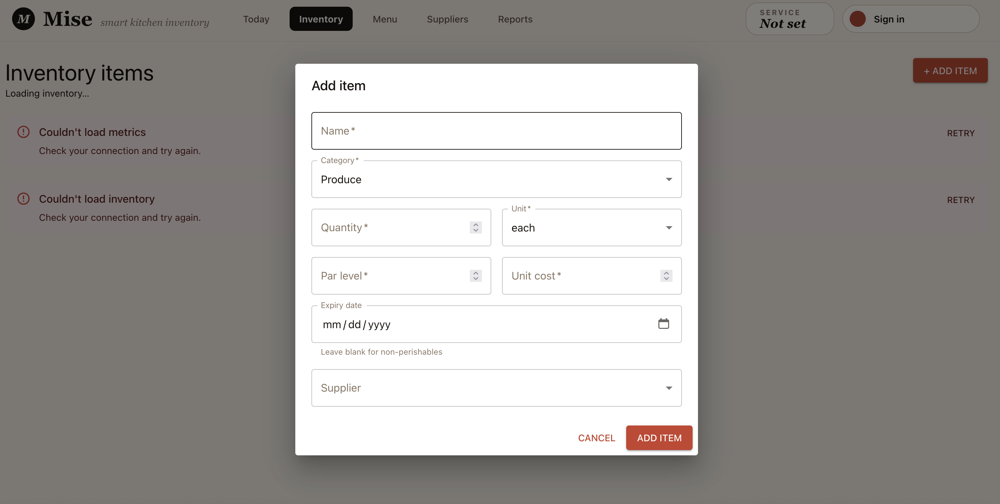 M Mise smart kitchen inventory
Today
Inventory
Menu
Suppliers
Reports
SERVICE
Not set
Sign in
Inventory items
Loading inventory...
+ ADD ITEM
Couldn't load metrics
Check your connection and try again.
RETRY
Couldn't load inventory
Check your connection and try again.
RETRY
Add item
Name *
Category *
Produce
Quantity *
Unit *
each
Par level *
Unit cost *
Expiry date
mm/dd/yyyy
Leave blank for non-perishables
Supplier
CANCEL
ADD ITEM